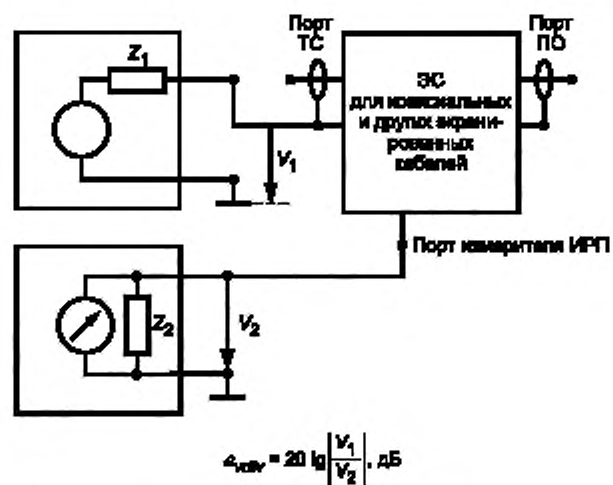 Z1
V1
Порт
ТС
Порт
ПО
ЭС
для коаксиальных
и других экрани-
рованных
кабелей
Порт измерителя ИРП
Z2
V2
= 20 lg |V1/V2|, дБ